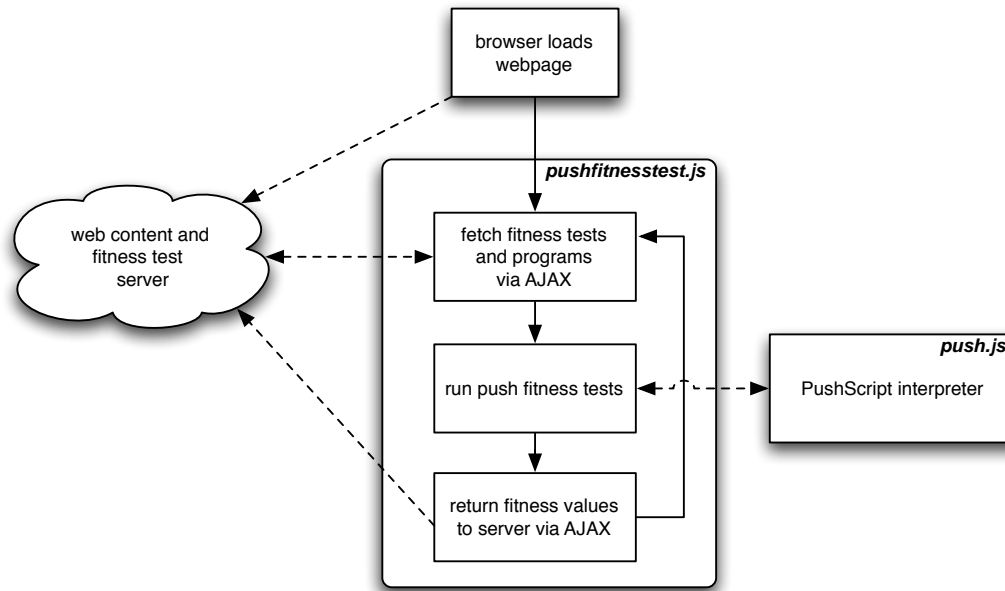 browser loads
webpage
pushfitnesstest.js
web content and
fitness test
server
fetch fitness tests
and programs
via AJAX
run push fitness tests
push.js
PushScript interpreter
return fitness values
to server via AJAX